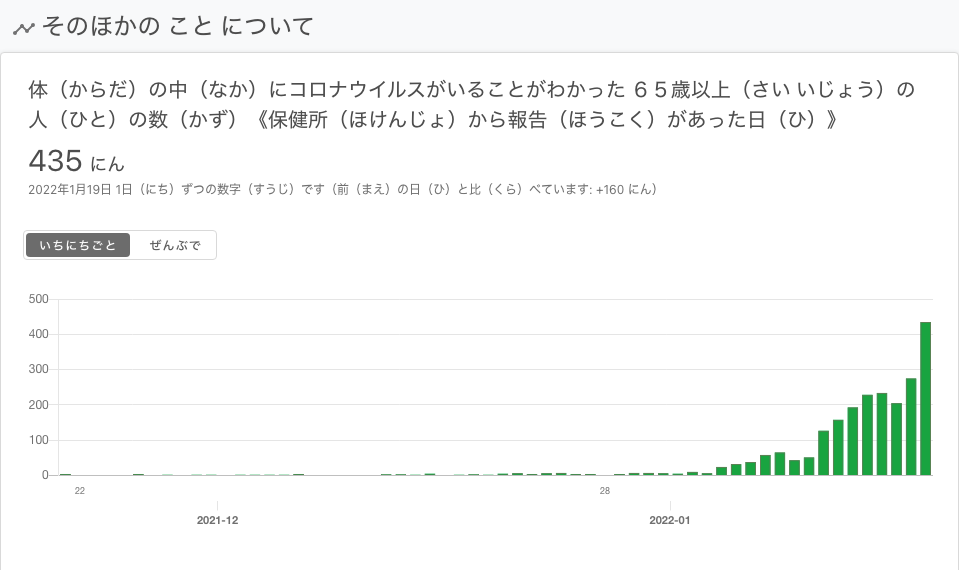 そのほかの こと について
体（からだ）の中（なか）にコロナウイルスがいることがわかった ６５歳以上（さい いじょう）の
人（ひと）の数（かず）《保健所（ほけんじょ）から報告（ほうこく）があった日（ひ）》
435 にん
2022年1月19日 1日（にち）ずつの数字（すうじ）です（前（まえ）の日（ひ）と比（くら）べています: +160 にん）
いちにちごと ぜんぶで
500
400
300
200
100
0
22 28
2021-12 2022-01